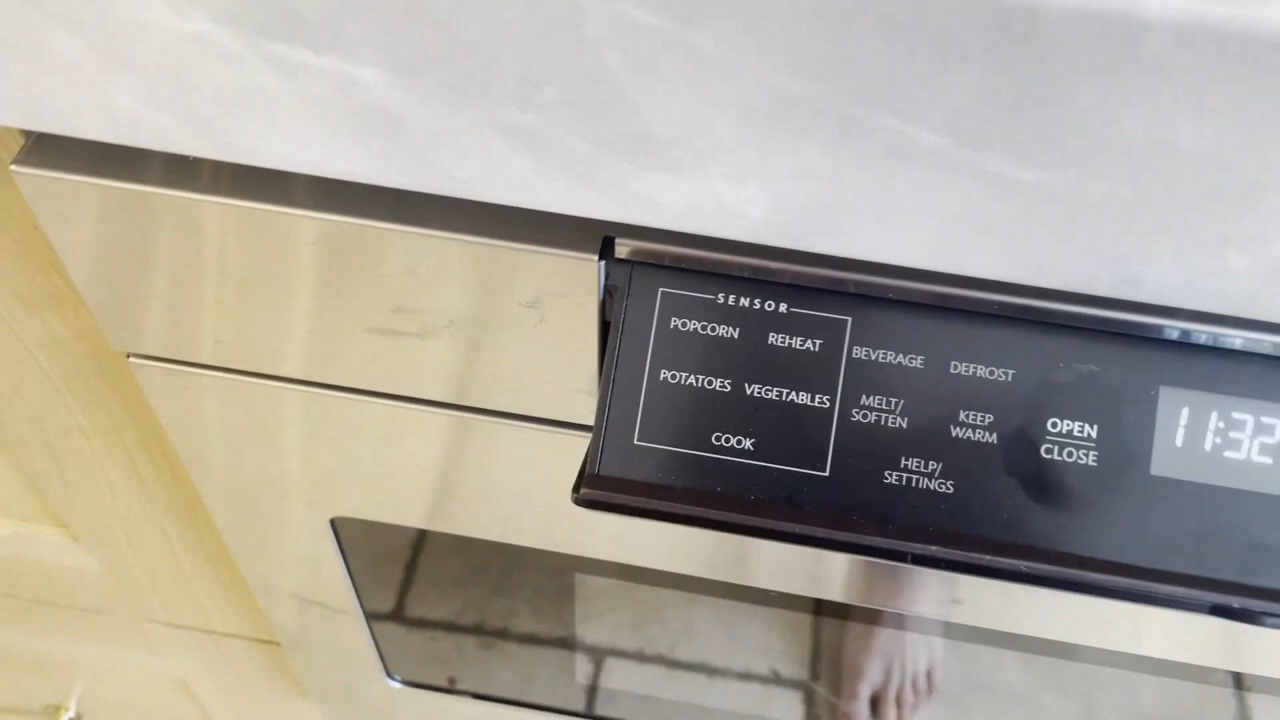 SENSOR
POPCORN REHEAT
POTATOES VEGETABLES
COOK
BEVERAGE DEFROST
MELT/
SOFTEN
KEEP
WARM
HELP/
SETTINGS
OPEN
CLOSE
11:32